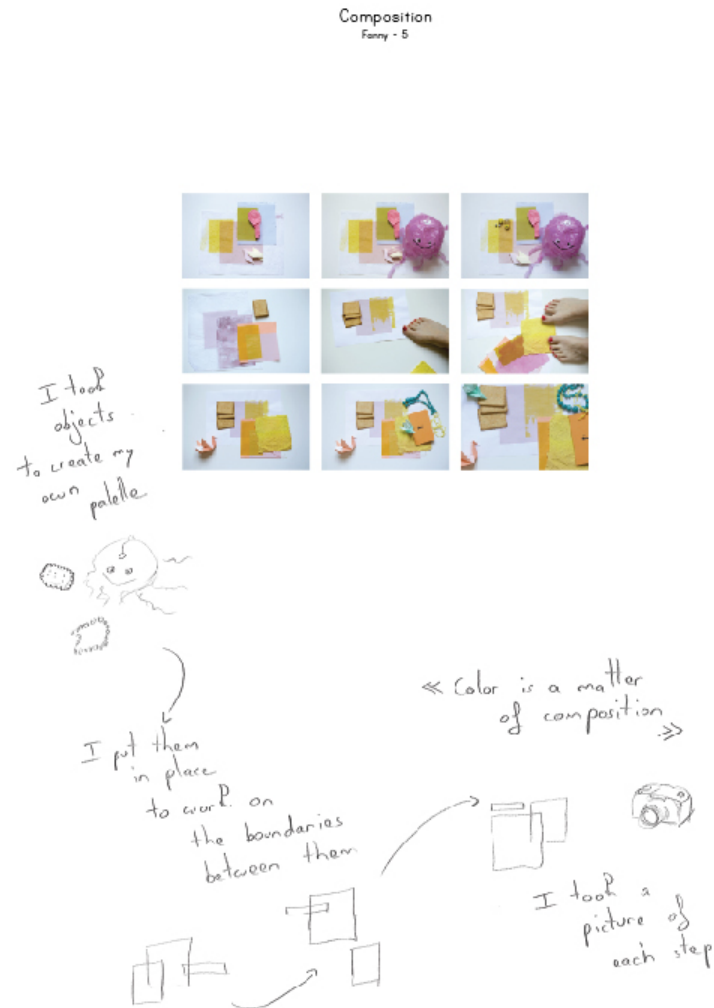 Composition
Fanny - 5
I took
objects
to create my
own palette
I put them
in place
to work on
the boundaries
between them
« Color is a matter
of composition »
I took a
picture of
each step